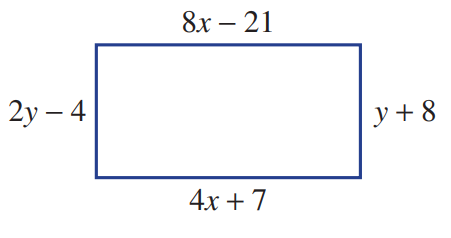 8x – 21
2y – 4
y + 8
4x + 7